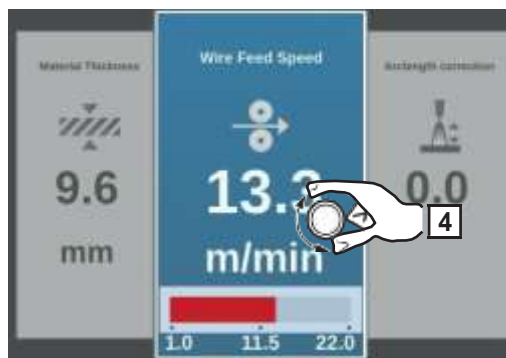 Material Thickness
9.6
mm
Wire Feed Speed
13.3
m/min
1.0 11.5 22.0
Arclength correction
0.0
4